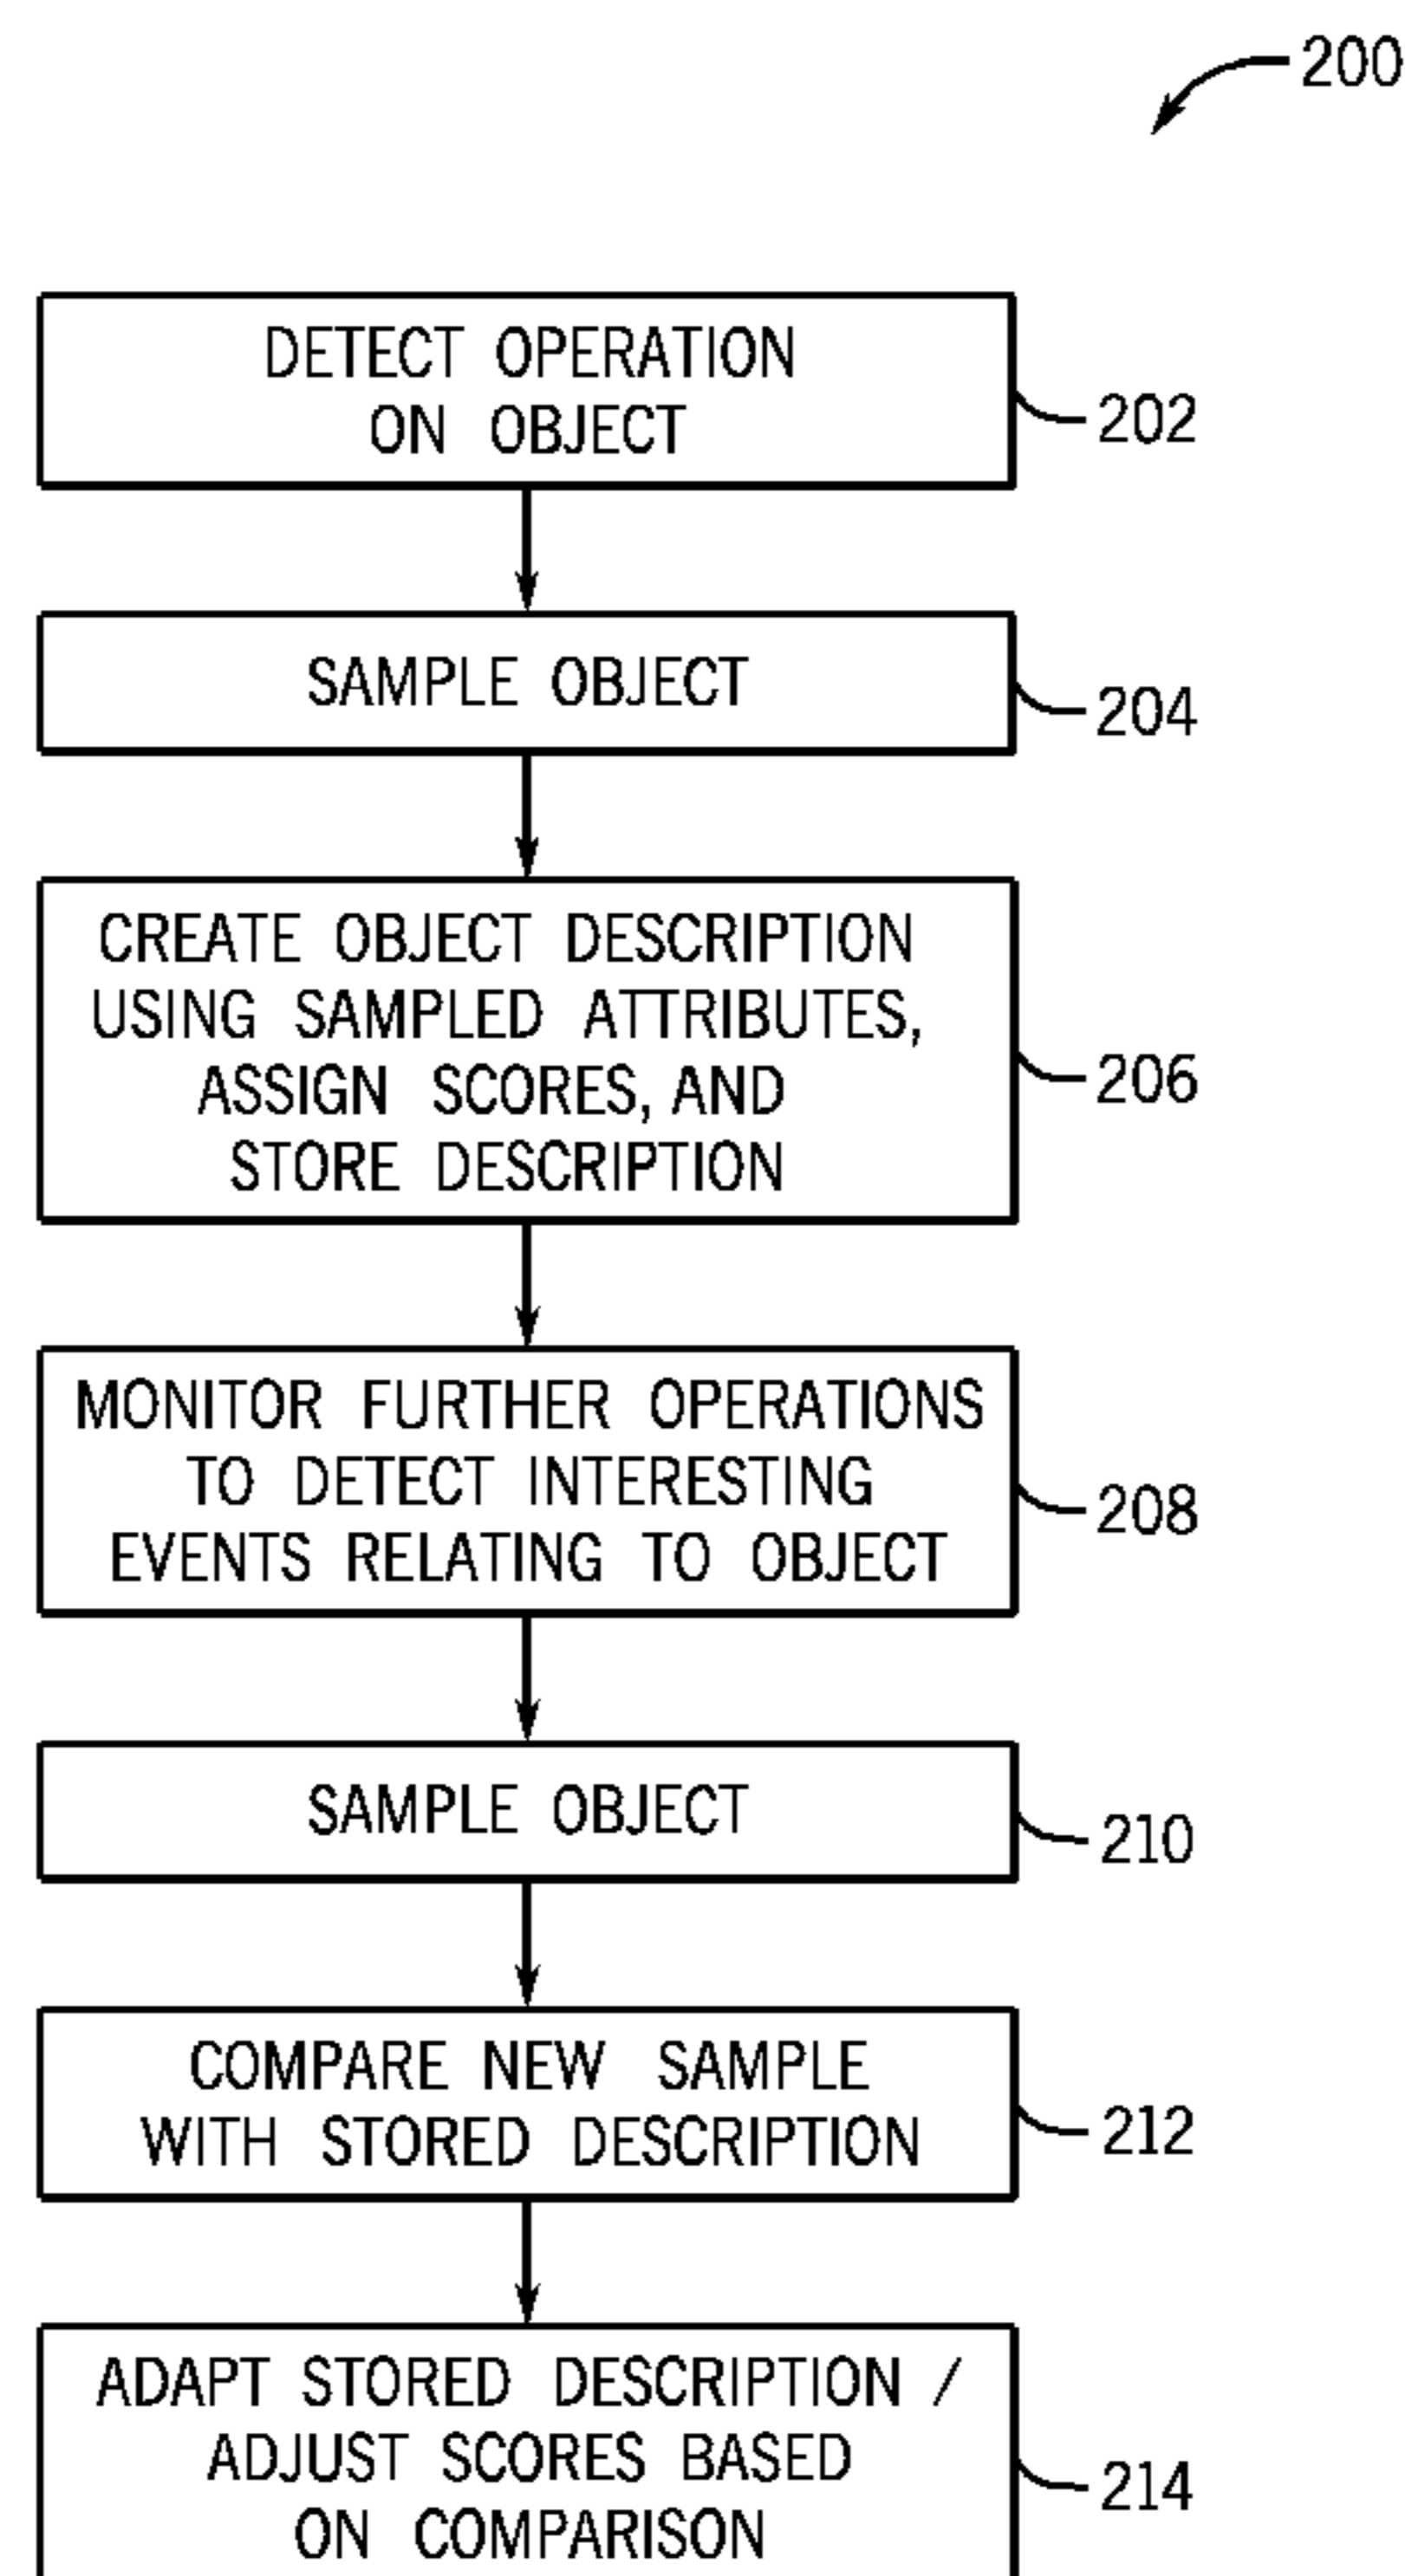 200
DETECT OPERATION
ON OBJECT
202
SAMPLE OBJECT
204
CREATE OBJECT DESCRIPTION
USING SAMPLED ATTRIBUTES,
ASSIGN SCORES, AND
STORE DESCRIPTION
206
MONITOR FURTHER OPERATIONS
TO DETECT INTERESTING
EVENTS RELATING TO OBJECT
208
SAMPLE OBJECT
210
COMPARE NEW SAMPLE
WITH STORED DESCRIPTION
212
ADAPT STORED DESCRIPTION /
ADJUST SCORES BASED
ON COMPARISON
214